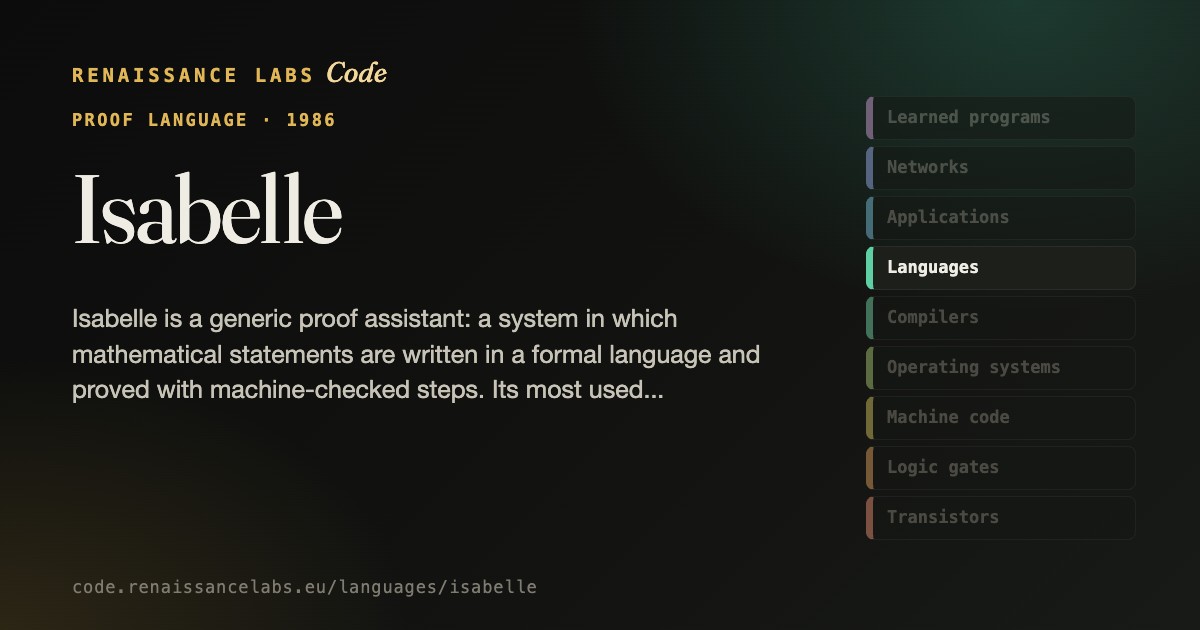 RENAISSANCE LABS Code
PROOF LANGUAGE · 1986
Isabelle
Isabelle is a generic proof assistant: a system in which
mathematical statements are written in a formal language and
proved with machine-checked steps. Its most used...
code.renaissancelabs.eu/languages/isabelle
Learned programs
Networks
Applications
Languages
Compilers
Operating systems
Machine code
Logic gates
Transistors